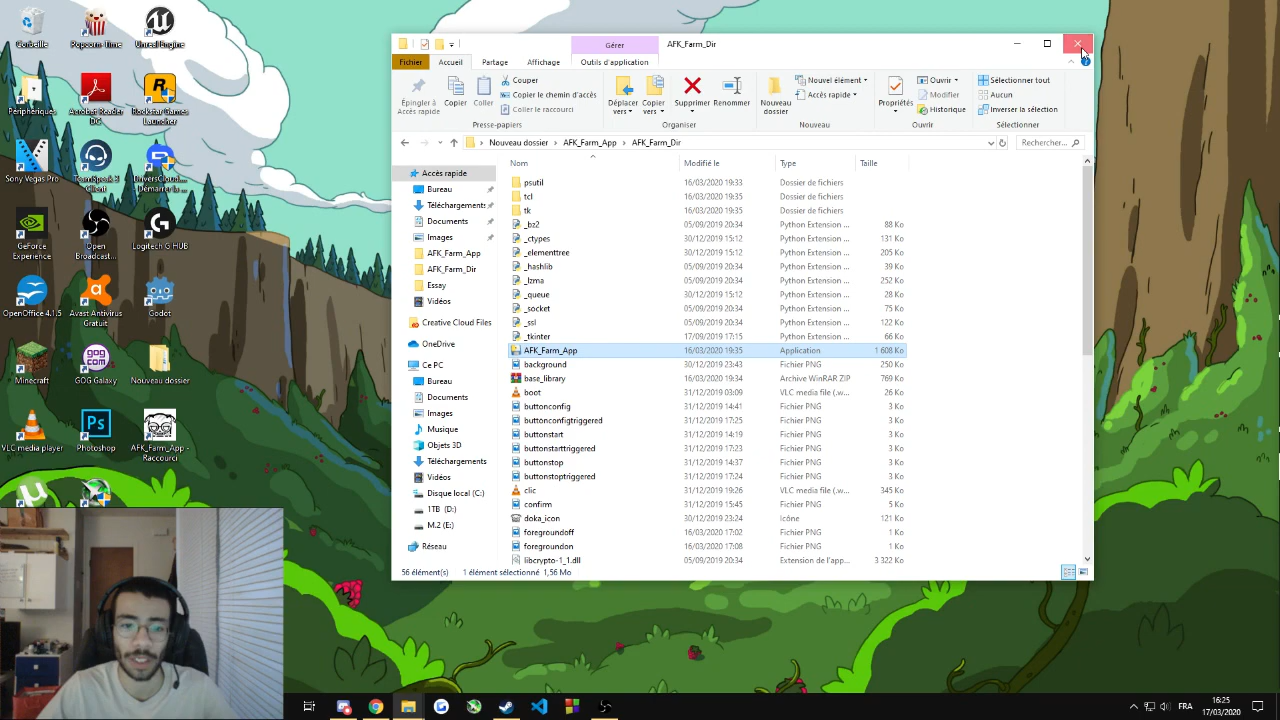 Corbeille
Popcorn-Time
Unreal Engine
Périphériques
Acrobat Reader DC
Rockstar Games Launcher
Sony Vegas Pro
TeamSpeak 3 Client
DriversCloud... Démarrer la ...
GeForce Experience
Open Broadcast...
Logitech G HUB
OpenOffice 4.1.5
Avast Antivirus Gratuit
Godot
Minecraft
GOG Galaxy
Nouveau dossier
VLC media player
Photoshop
AFK_Farm_App - Raccourci
Gérer
AFK_Farm_Dir
Fichier
Accueil
Partage
Affichage
Outils d'application
Épingler à Accès rapide
Copier
Coller
Couper
Copier le chemin d'accès
Coller le raccourci
Presse-papiers
Déplacer vers
Copier vers
Supprimer
Renommer
Organiser
Nouveau dossier
Nouvel élément
Accès rapide
Nouveau
Propriétés
Ouvrir
Modifier
Historique
Ouvrir
Sélectionner tout
Aucun
Inverser la sélection
Sélectionner
Nouveau dossier > AFK_Farm_App > AFK_Farm_Dir
Rechercher...
Accès rapide
Bureau
Téléchargements
Documents
Images
AFK_Farm_App
AFK_Farm_Dir
Essay
Vidéos
Creative Cloud Files
OneDrive
Ce PC
Bureau
Documents
Images
Musique
Objets 3D
Téléchargements
Vidéos
Disque local (C:)
1TB (D:)
M.2 (E:)
Réseau
Nom Modifié le Type Taille
psutil 16/03/2020 19:33 Dossier de fichiers
tcl 16/03/2020 19:35 Dossier de fichiers
tk 16/03/2020 19:35 Dossier de fichiers
_bz2 05/09/2019 20:34 Python Extension ... 88 Ko
_ctypes 30/12/2019 15:12 Python Extension ... 131 Ko
_elementtree 30/12/2019 15:12 Python Extension ... 205 Ko
_hashlib 05/09/2019 20:34 Python Extension ... 39 Ko
_lzma 05/09/2019 20:34 Python Extension ... 252 Ko
_queue 30/12/2019 15:12 Python Extension ... 28 Ko
_socket 05/09/2019 20:34 Python Extension ... 75 Ko
_ssl 05/09/2019 20:34 Python Extension ... 122 Ko
_tkinter 17/09/2019 17:15 Python Extension ... 66 Ko
AFK_Farm_App 16/03/2020 19:35 Application 1 608 Ko
background 30/12/2019 23:43 Fichier PNG 250 Ko
base_library 16/03/2020 19:34 Archive WinRAR ZIP 769 Ko
boot 31/12/2019 03:09 VLC media file (.w... 26 Ko
buttonconfig 31/12/2019 14:41 Fichier PNG 3 Ko
buttonconfigtriggered 31/12/2019 17:25 Fichier PNG 3 Ko
buttonstart 31/12/2019 14:19 Fichier PNG 3 Ko
buttonstarttriggered 31/12/2019 17:23 Fichier PNG 3 Ko
buttonstop 31/12/2019 14:37 Fichier PNG 3 Ko
buttonstoptriggered 31/12/2019 17:24 Fichier PNG 3 Ko
clic 31/12/2019 19:26 VLC media file (.w... 345 Ko
confirm 31/12/2019 15:45 Fichier PNG 5 Ko
doka_icon 30/12/2019 23:24 Icône 121 Ko
foregroundoff 16/03/2020 17:02 Fichier PNG 1 Ko
foregroundon 16/03/2020 17:08 Fichier PNG 1 Ko
libcrypto-1_1.dll 05/09/2019 20:34 Extension de l'app... 3 322 Ko
56 élément(s) 1 élément sélectionné 1,56 Mo
FRA
16:25
17/03/2020